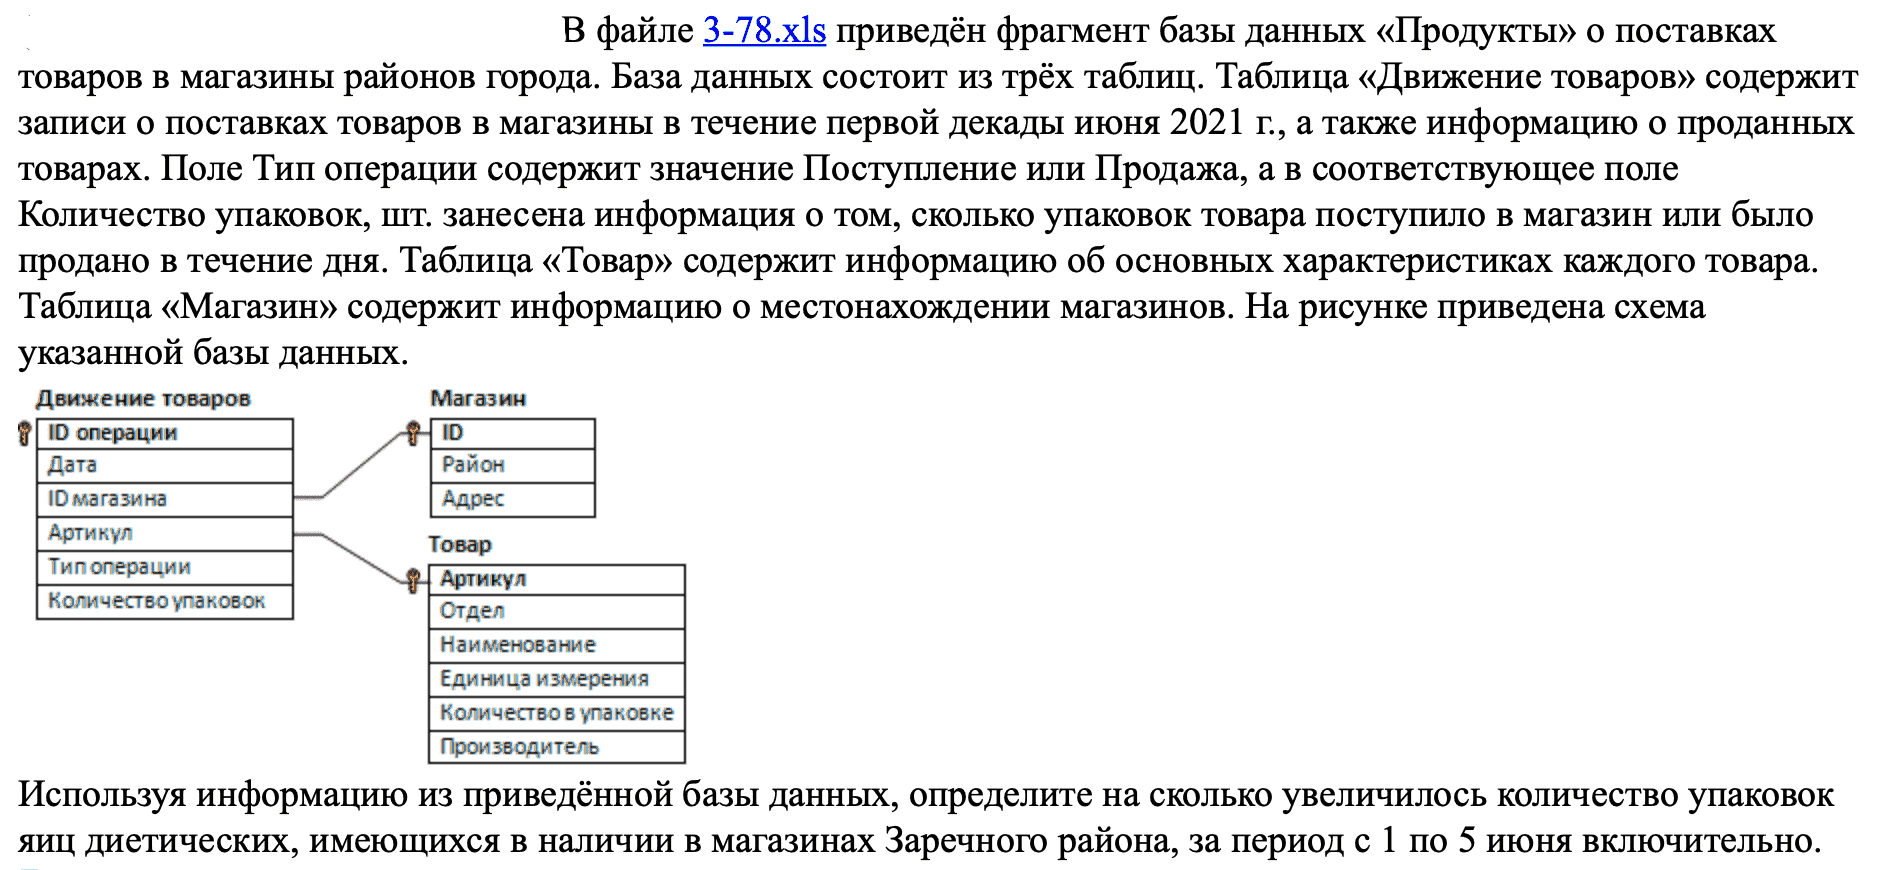 В файле 3-78.xls приведён фрагмент базы данных «Продукты» о поставках
товаров в магазины районов города. База данных состоит из трёх таблиц. Таблица «Движение товаров» содержит
записи о поставках товаров в магазины в течение первой декады июня 2021 г., а также информацию о проданных
товарах. Поле Тип операции содержит значение Поступление или Продажа, а в соответствующее поле
Количество упаковок, шт. занесена информация о том, сколько упаковок товара поступило в магазин или было
продано в течение дня. Таблица «Товар» содержит информацию об основных характеристиках каждого товара.
Таблица «Магазин» содержит информацию о местонахождении магазинов. На рисунке приведена схема
указанной базы данных.
Движение товаров
ID операции
Дата
ID магазина
Артикул
Тип операции
Количество упаковок
Магазин
ID
Район
Адрес
Товар
Артикул
Отдел
Наименование
Единица измерения
Количество в упаковке
Производитель
Используя информацию из приведённой базы данных, определите на сколько увеличилось количество упаковок
яиц диетических, имеющихся в наличии в магазинах Заречного района, за период с 1 по 5 июня включительно.